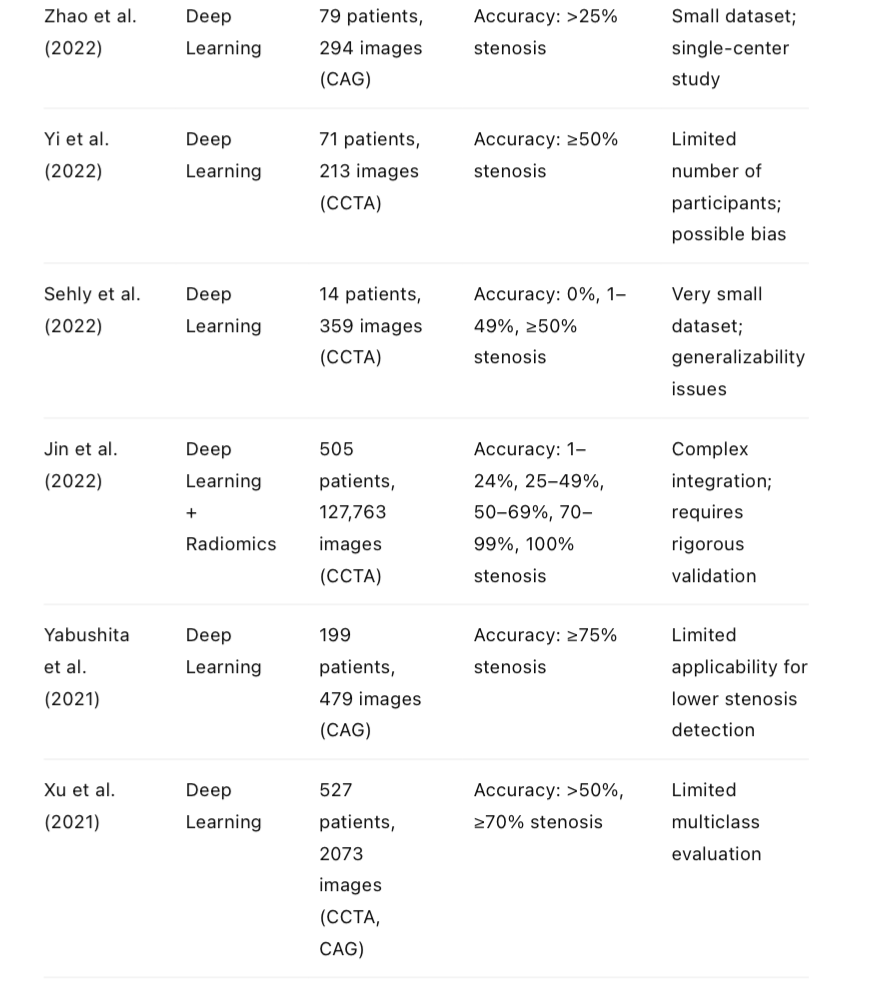 Zhao et al. Deep 79 patients, Accuracy: >25% Small dataset;
(2022) Learning 294 images stenosis single-center
(CAG) study
Yi et al. Deep 71 patients, Accuracy: ≥50% Limited
(2022) Learning 213 images stenosis number of
(CCTA) participants;
possible bias
Sehly et al. Deep 14 patients, Accuracy: 0%, 1–
(2022) Learning 359 images 49%, ≥50% Very small
(CCTA) stenosis dataset;
generalizability
issues
Jin et al. Deep 505 Accuracy: 1– Complex
(2022) Learning patients, 24%, 25–49%, integration;
+ 127,763 50–69%, 70– requires
Radiomics images 99%, 100% rigorous
(CCTA) stenosis validation
Yabushita Deep 199 Accuracy: ≥75% Limited
et al. Learning patients, stenosis applicability for
(2021) 479 images lower stenosis
(CAG) detection
Xu et al. Deep 527 Accuracy: >50%, Limited
(2021) Learning patients, ≥70% stenosis multiclass
2073 evaluation
images
(CCTA,
CAG)